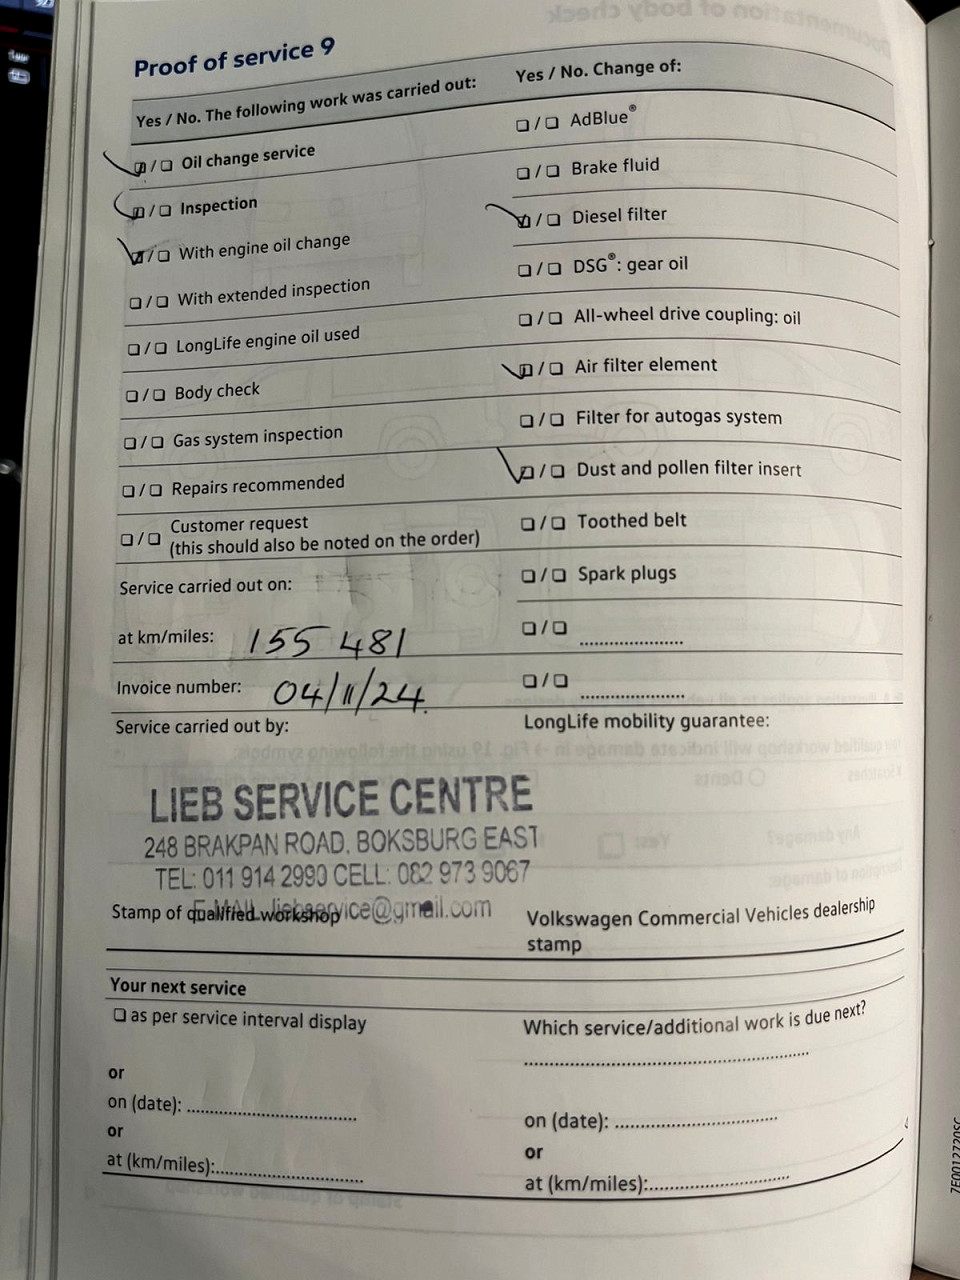 Proof of service 9
Yes / No. The following work was carried out:
☑ / ☐ Oil change service
☑ / ☐ Inspection
☑ / ☐ With engine oil change
☐ / ☐ With extended inspection
☐ / ☐ LongLife engine oil used
☐ / ☐ Body check
☐ / ☐ Gas system inspection
☐ / ☐ Repairs recommended
☐ / ☐ Customer request
(this should also be noted on the order)
Service carried out on:
at km/miles: 155 481
Invoice number: 04/11/24.
Service carried out by:
LIEB SERVICE CENTRE
248 BRAKPAN ROAD, BOKSBURG EAST
TEL: 011 914 2990 CELL: 082 973 9067
E-MAIL liebservice@gmail.com
Stamp of qualified workshop
Yes / No. Change of:
☐ / ☐ AdBlue®
☐ / ☐ Brake fluid
☑ / ☐ Diesel filter
☐ / ☐ DSG®: gear oil
☐ / ☐ All-wheel drive coupling: oil
☑ / ☐ Air filter element
☐ / ☐ Filter for autogas system
☑ / ☐ Dust and pollen filter insert
☐ / ☐ Toothed belt
☐ / ☐ Spark plugs
☐ / ☐ ....................
☐ / ☐ ....................
LongLife mobility guarantee:
Volkswagen Commercial Vehicles dealership
stamp
Your next service
☐ as per service interval display
or
on (date): ................................
or
at (km/miles):............................
Which service/additional work is due next?
........................................................
on (date): ................................
or
at (km/miles):............................
7E0012720SC